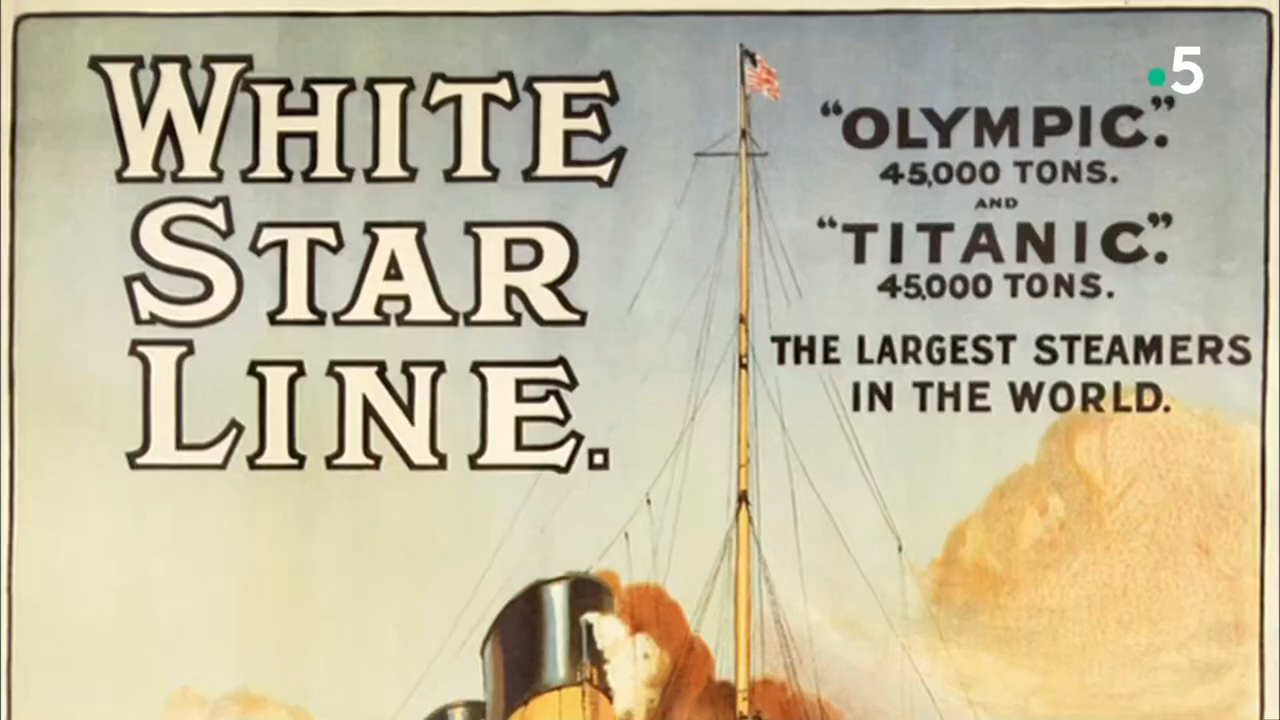 WHITE
STAR
LINE.
"OLYMPIC."
45,000 TONS.
AND
"TITANIC."
45,000 TONS.
THE LARGEST STEAMERS
IN THE WORLD.
5